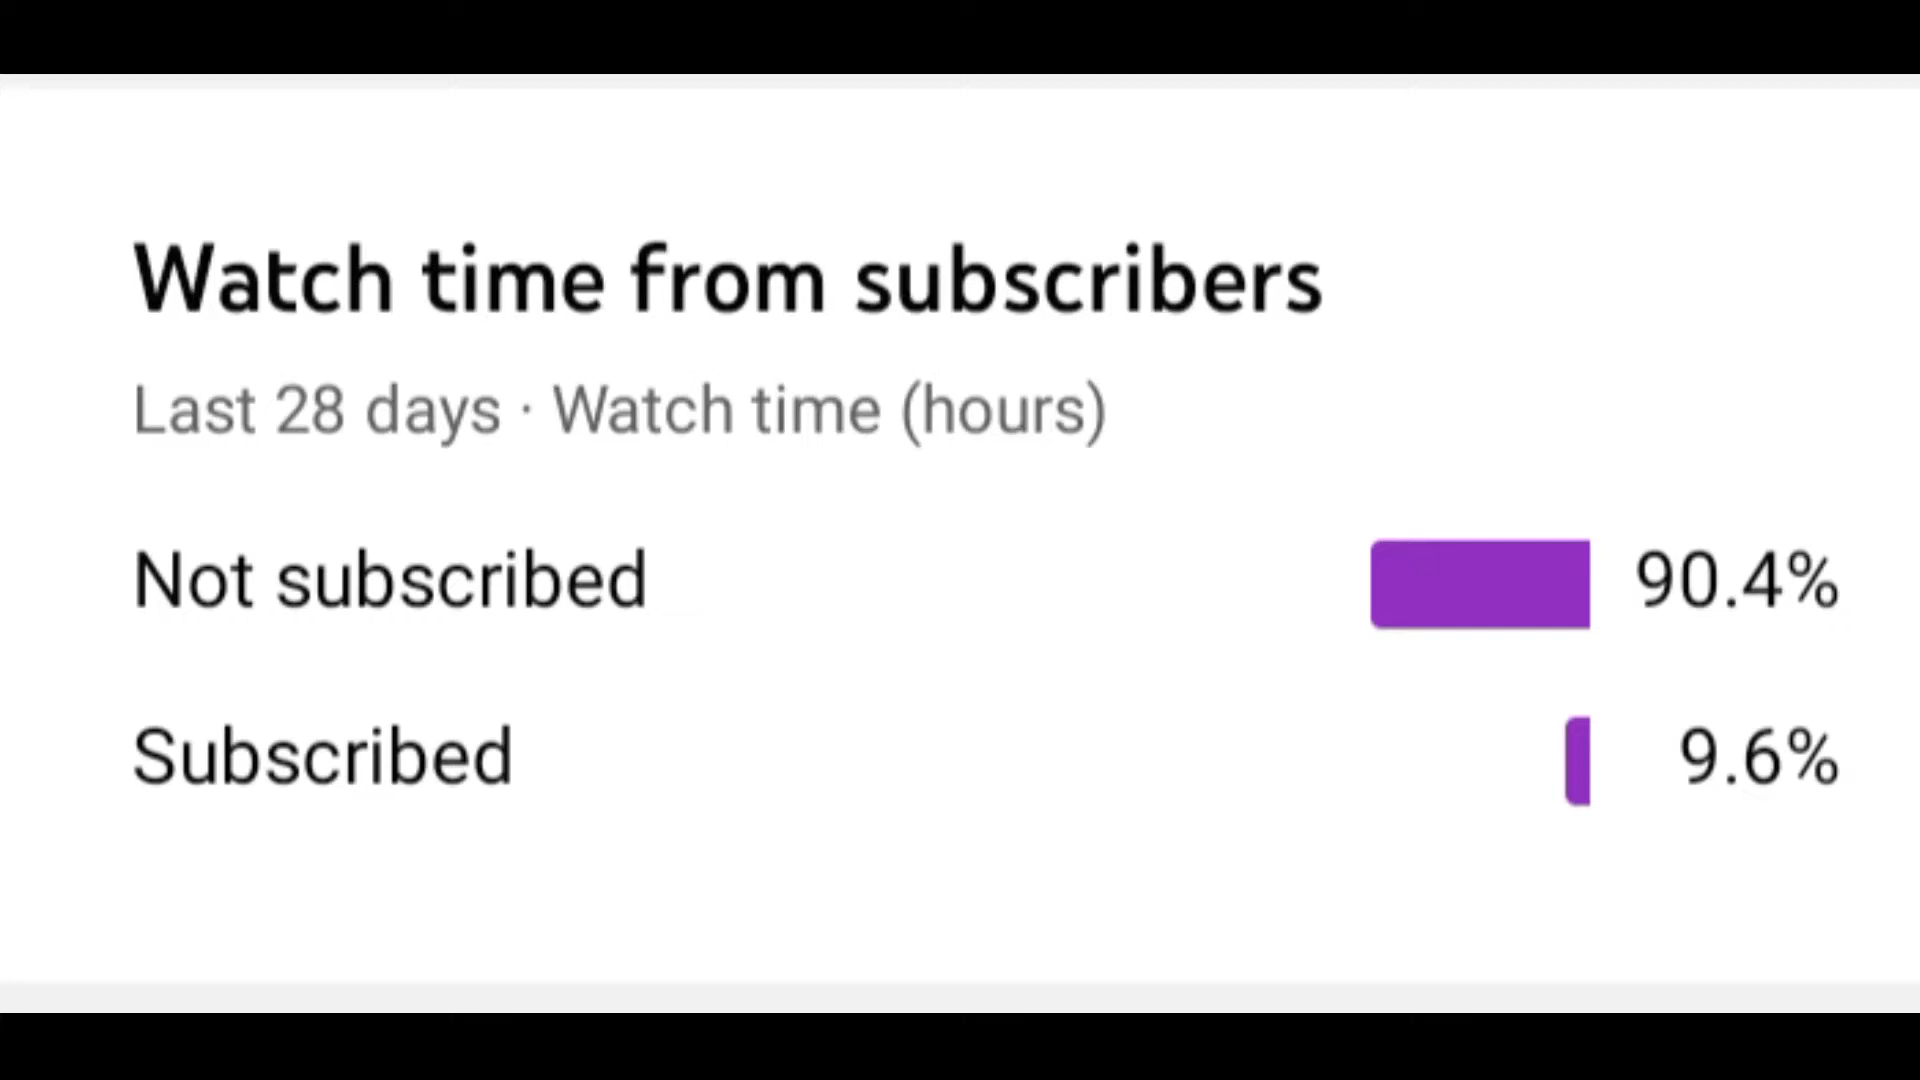 Watch time from subscribers
Last 28 days · Watch time (hours)
Not subscribed 90.4%
Subscribed 9.6%